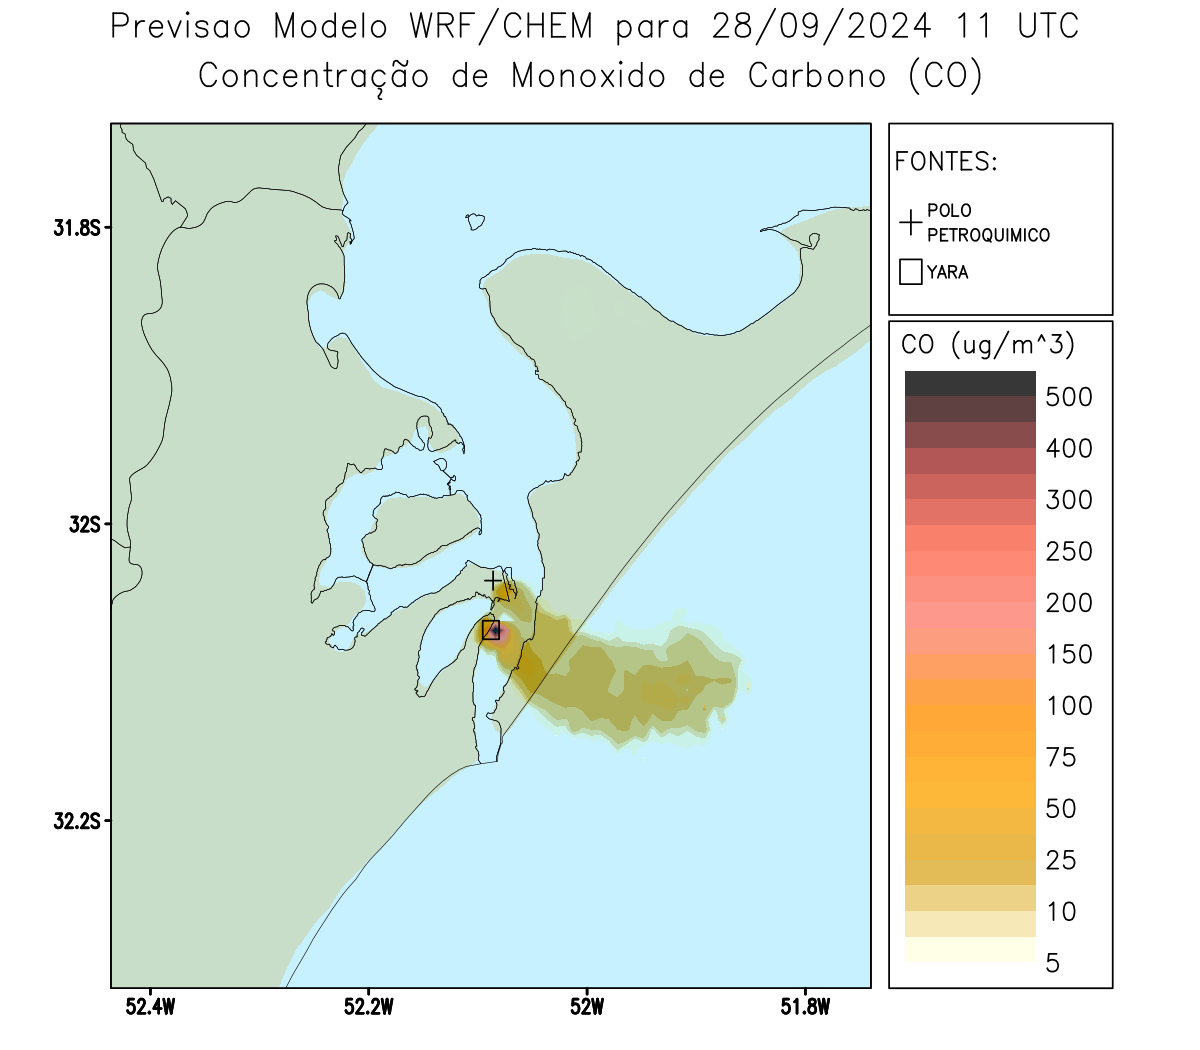 Previsao Modelo WRF/CHEM para 28/09/2024 11 UTC
Concentração de Monoxido de Carbono (CO)
FONTES:
POLO
PETROQUIMICO
YARA
31.8S
32S
32.2S
52.4W
52.2W
52W
51.8W
CO (ug/m^3)
500
400
300
250
200
150
100
75
50
25
10
5